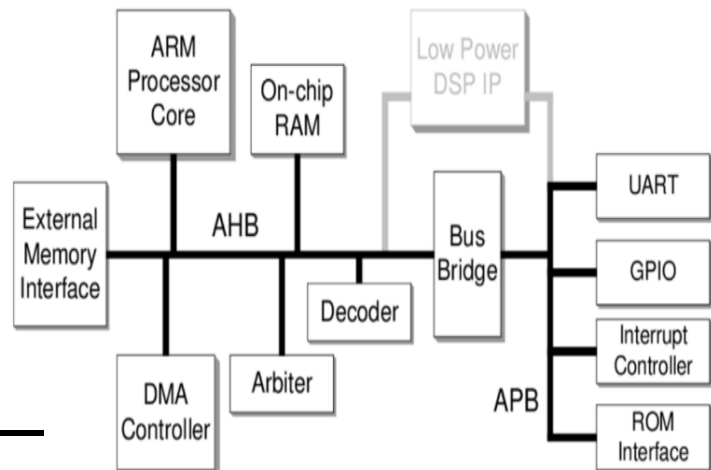 ARM
Processor
Core
On-chip
RAM
Low Power
DSP IP
External
Memory
Interface
AHB
Bus
Bridge
UART
GPIO
Decoder
Interrupt
Controller
DMA
Controller
Arbiter
APB
ROM
Interface